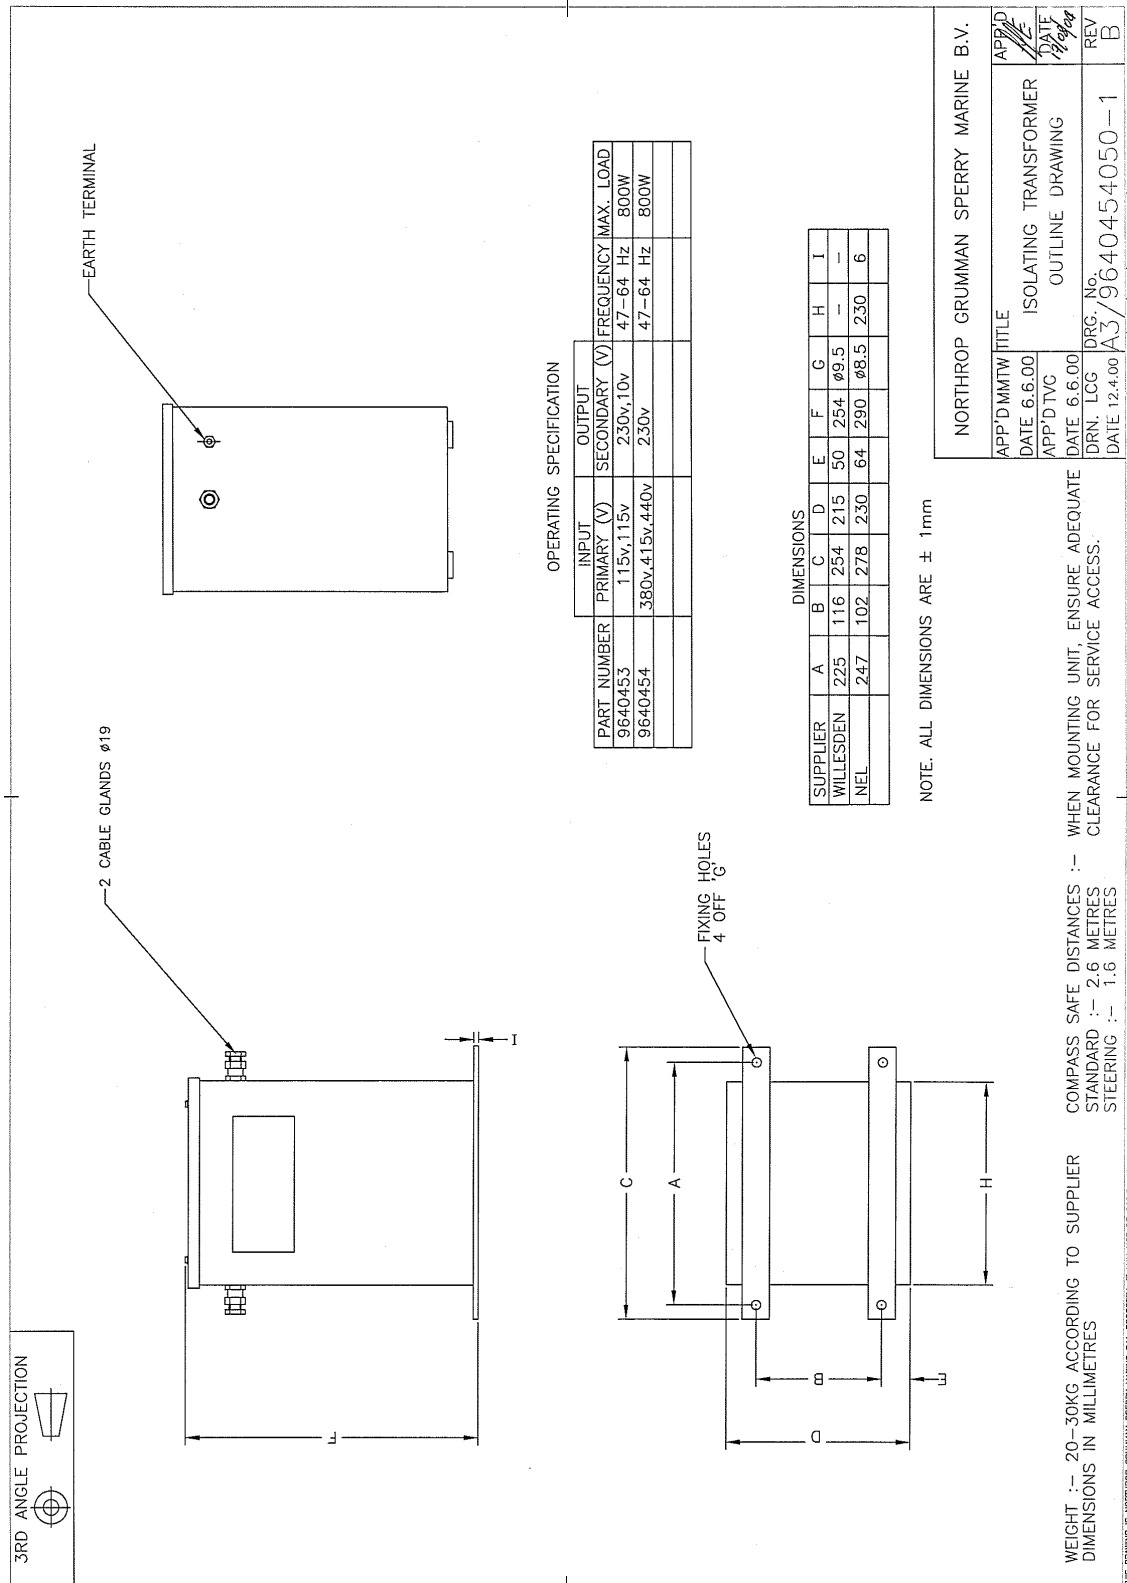 3RD ANGLE PROJECTION
2 CABLE GLANDS ø19
EARTH TERMINAL
F
I
FIXING HOLES
4 OFF 'G'
C
A
H
B
D
E
OPERATING SPECIFICATION
INPUT OUTPUT
PART NUMBER PRIMARY (V) SECONDARY (V) FREQUENCY MAX. LOAD
9640453 115v,115v 230v,10v 47-64 Hz 800W
9640454 380v,415v,440v 230v 47-64 Hz 800W
DIMENSIONS
SUPPLIER A B C D E F G H I
WILLESDEN 225 116 254 215 50 254 ø9.5 – –
NEL 247 102 278 230 64 290 ø8.5 230 6
NOTE. ALL DIMENSIONS ARE ± 1mm
WEIGHT :- 20-30KG ACCORDING TO SUPPLIER
DIMENSIONS IN MILLIMETRES
COMPASS SAFE DISTANCES :-
STANDARD :- 2.6 METRES
STEERING :- 1.6 METRES
WHEN MOUNTING UNIT, ENSURE ADEQUATE
CLEARANCE FOR SERVICE ACCESS.
NORTHROP GRUMMAN SPERRY MARINE B.V.
APP'D MMTW
DATE 6.6.00
APP'D TVG
DATE 6.6.00
DRN. LCG
DATE 12.4.00
TITLE
ISOLATING TRANSFORMER
OUTLINE DRAWING
DRG. No.
A3/9640454050-1
APP'D
DATE
REV
B